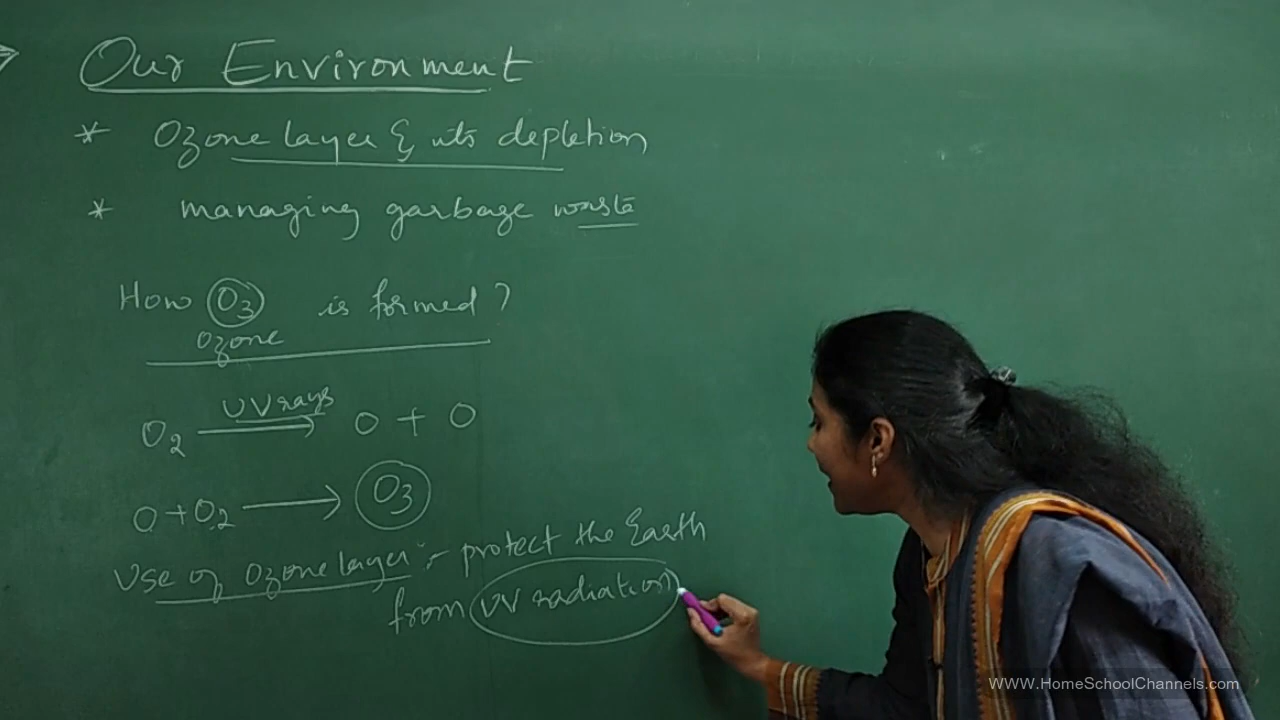 Our Environment
* Ozone layer & its depletion
* managing garbage waste
How O3 is formed?
Ozone
UV rays
O2 → O + O
O + O2 → O3
Use of Ozone layer :- protect the Earth
from UV radiation
WWW.HomeSchoolChannels.com